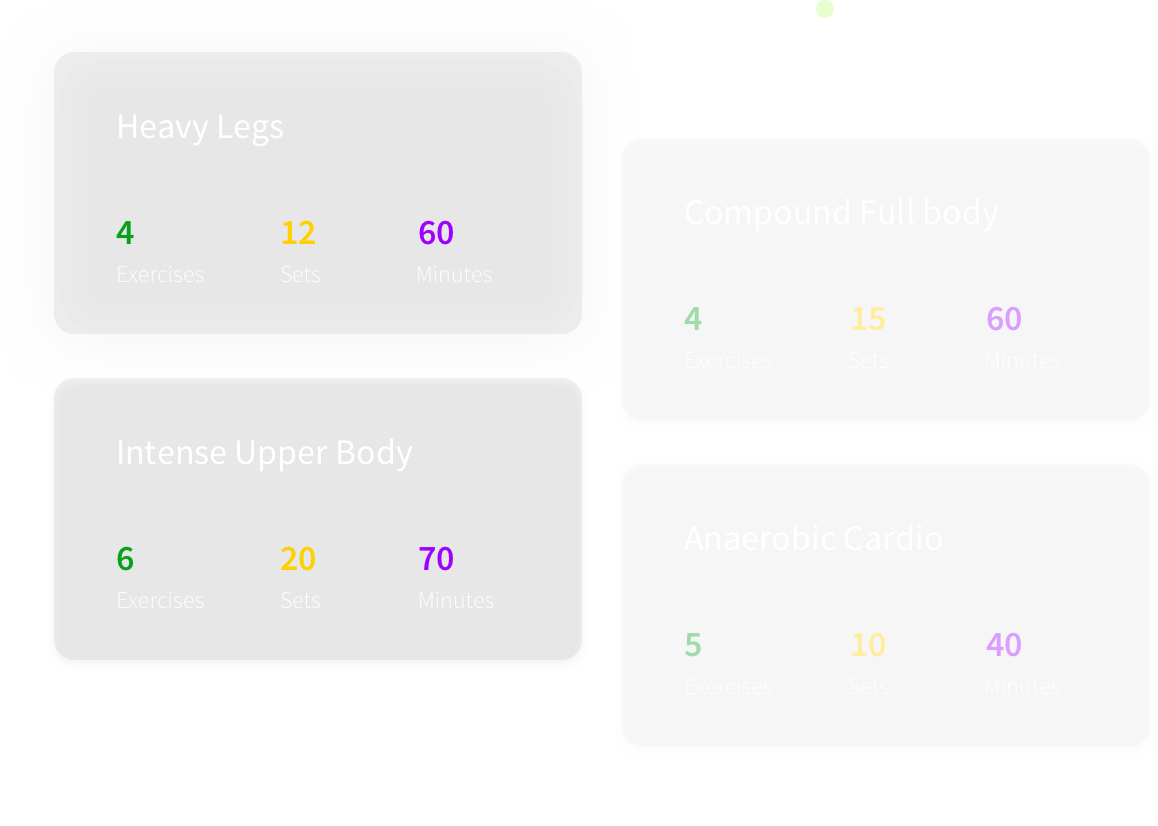 Heavy Legs
4 12 60
Exercises Sets Minutes
Intense Upper Body
6 20 70
Exercises Sets Minutes
Compound Full body
4 15 60
Exercises Sets Minutes
Anaerobic Cardio
5 10 40
Exercises Sets Minutes